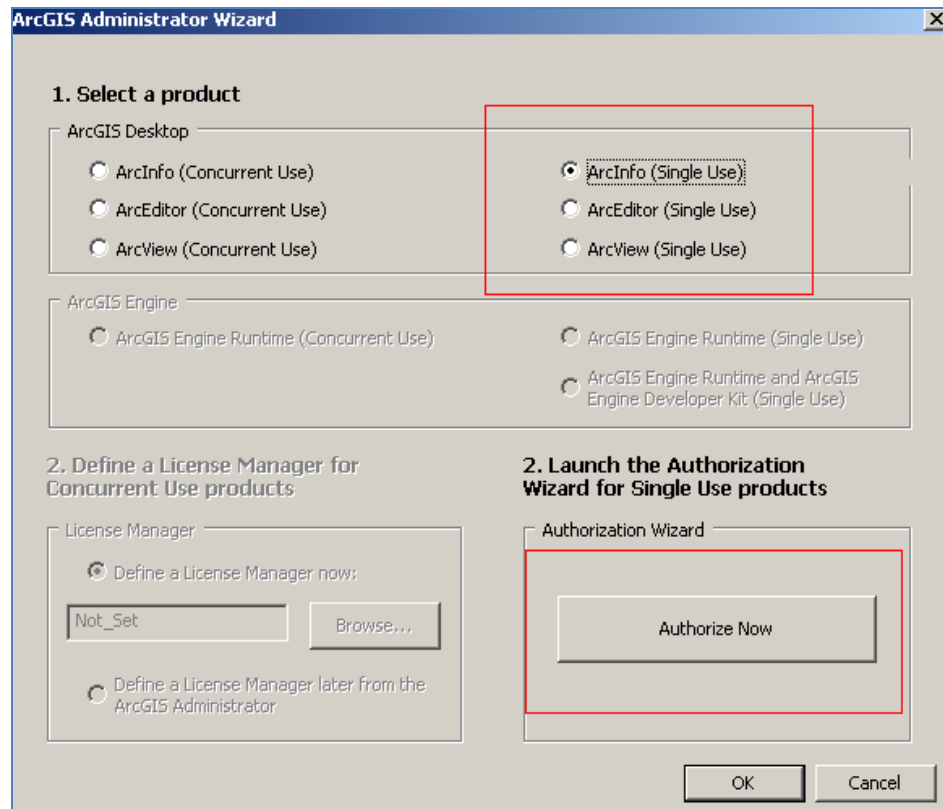 ArcGIS Administrator Wizard
1. Select a product
ArcGIS Desktop
ArcInfo (Concurrent Use)
ArcInfo (Single Use)
ArcEditor (Concurrent Use)
ArcEditor (Single Use)
ArcView (Concurrent Use)
ArcView (Single Use)
ArcGIS Engine
ArcGIS Engine Runtime (Concurrent Use)
ArcGIS Engine Runtime (Single Use)
ArcGIS Engine Runtime and ArcGIS
Engine Developer Kit (Single Use)
2. Define a License Manager for
Concurrent Use products
License Manager
Define a License Manager now:
Not_Set
Browse...
Define a License Manager later from the
ArcGIS Administrator
2. Launch the Authorization
Wizard for Single Use products
Authorization Wizard
Authorize Now
OK
Cancel